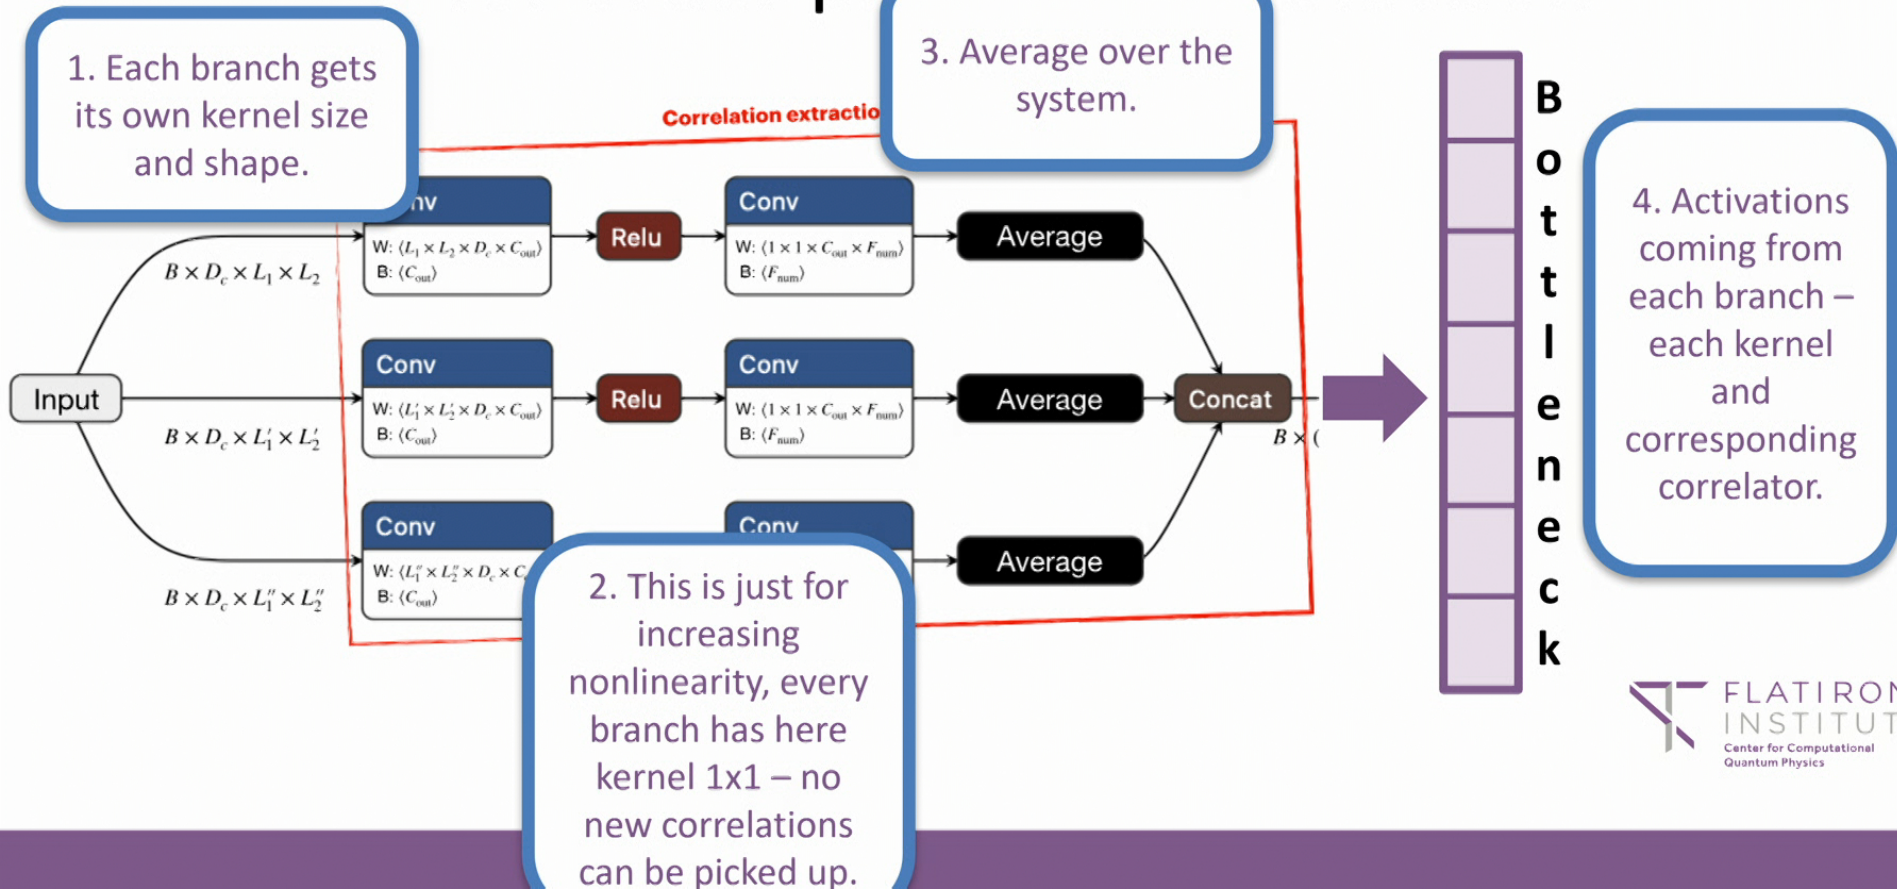 1. Each branch gets
its own kernel size
and shape.
3. Average over the
system.
Correlation extractio
Conv
W: ⟨L₁ × L₂ × D_c × C_out⟩
B: ⟨C_out⟩
Relu
Conv
W: ⟨1 × 1 × C_out × F_num⟩
B: ⟨F_num⟩
Average
B × D_c × L₁ × L₂
Input
Conv
W: ⟨L₁′ × L₂′ × D_c × C_out⟩
B: ⟨C_out⟩
Relu
Conv
W: ⟨1 × 1 × C_out × F_num⟩
B: ⟨F_num⟩
Average
Concat
B × (
B × D_c × L₁′ × L₂′
Conv
W: ⟨L₁″ × L₂″ × D_c × C
B: ⟨C_out⟩
Conv
Average
B × D_c × L₁″ × L₂″
2. This is just for
increasing
nonlinearity, every
branch has here
kernel 1x1 – no
new correlations
can be picked up.
Bottleneck
4. Activations
coming from
each branch –
each kernel
and
corresponding
correlator.
FLATIRON
INSTITUT
Center for Computational
Quantum Physics